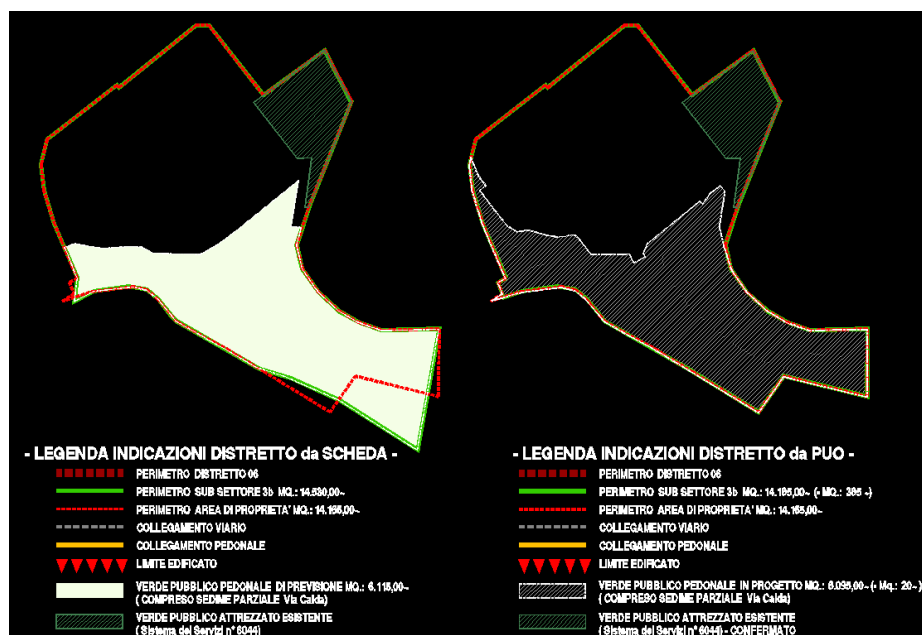 - LEGENDA INDICAZIONI DISTRETTO da SCHEDA -
PERIMETRO DISTRETTO 06
PERIMETRO SUB SETTORE 3b MQ.: 14.530,00~
PERIMETRO AREA DI PROPRIETA' MQ.: 14.165,00~
COLLEGAMENTO VIARIO
COLLEGAMENTO PEDONALE
LIMITE EDIFICATO
VERDE PUBBLICO PEDONALE DI PREVISIONE MQ.: 6.115,00~
( COMPRESO SEDIME PARZIALE Via Calda)
VERDE PUBBLICO ATTREZZATO ESISTENTE
( Sistema dei Servizi n° 6044)
- LEGENDA INDICAZIONI DISTRETTO da PUO -
PERIMETRO DISTRETTO 06
PERIMETRO SUB SETTORE 3b MQ.: 14.165,00~ (- MQ.: 365 ~)
PERIMETRO AREA DI PROPRIETA' MQ.: 14.165,00~
COLLEGAMENTO VIARIO
COLLEGAMENTO PEDONALE
LIMITE EDIFICATO
VERDE PUBBLICO PEDONALE IN PROGETTO MQ.: 6.095,00~ (- Mq.: 20~)
( COMPRESO SEDIME PARZIALE Via Calda)
VERDE PUBBLICO ATTREZZATO ESISTENTE
(Sistema dei Servizi n° 6044) - CONFERMATO